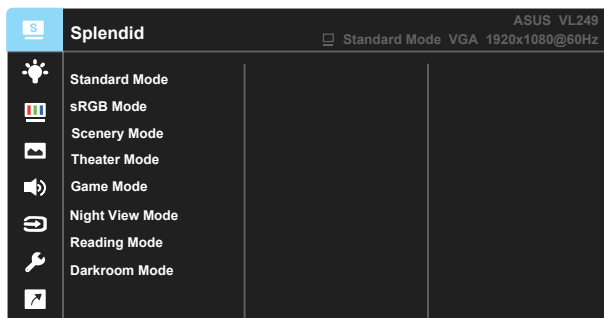 S
Splendid
ASUS VL249
Standard Mode VGA 1920x1080@60Hz
Standard Mode
sRGB Mode
Scenery Mode
Theater Mode
Game Mode
Night View Mode
Reading Mode
Darkroom Mode